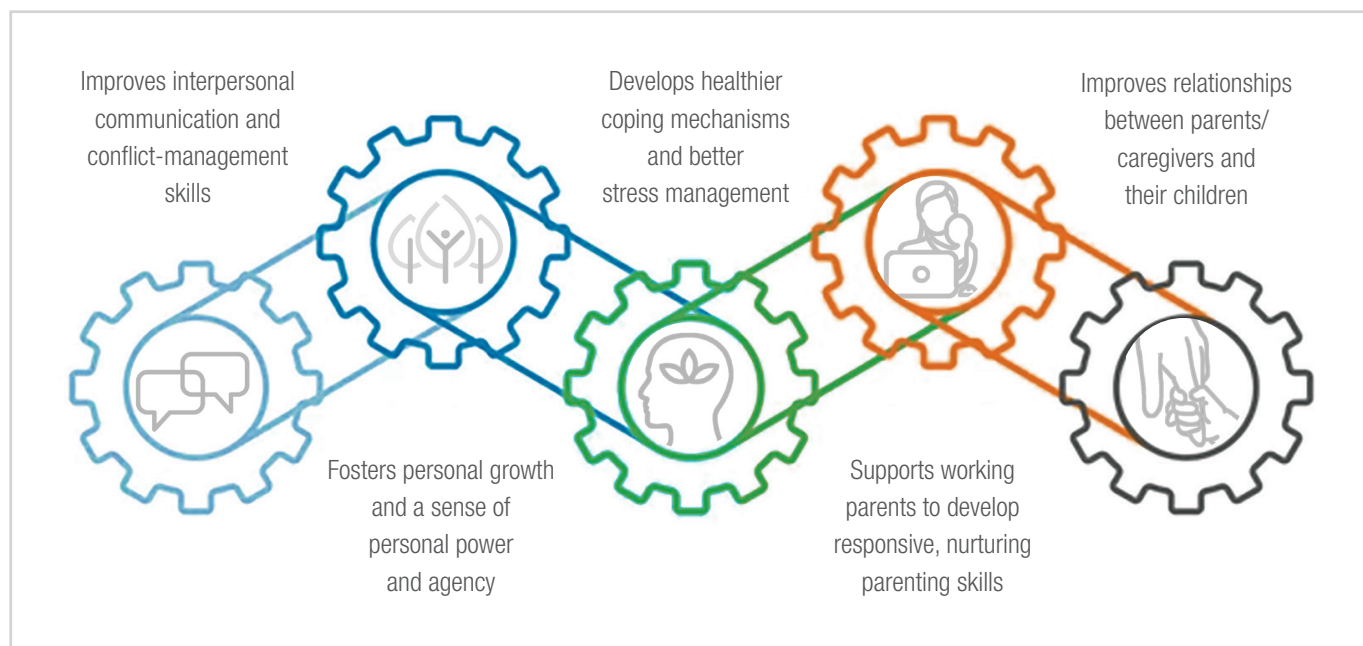 Improves interpersonal
communication and
conflict-management
skills
Fosters personal growth
and a sense of
personal power
and agency
Develops healthier
coping mechanisms
and better
stress management
Supports working
parents to develop
responsive, nurturing
parenting skills
Improves relationships
between parents/
caregivers and
their children